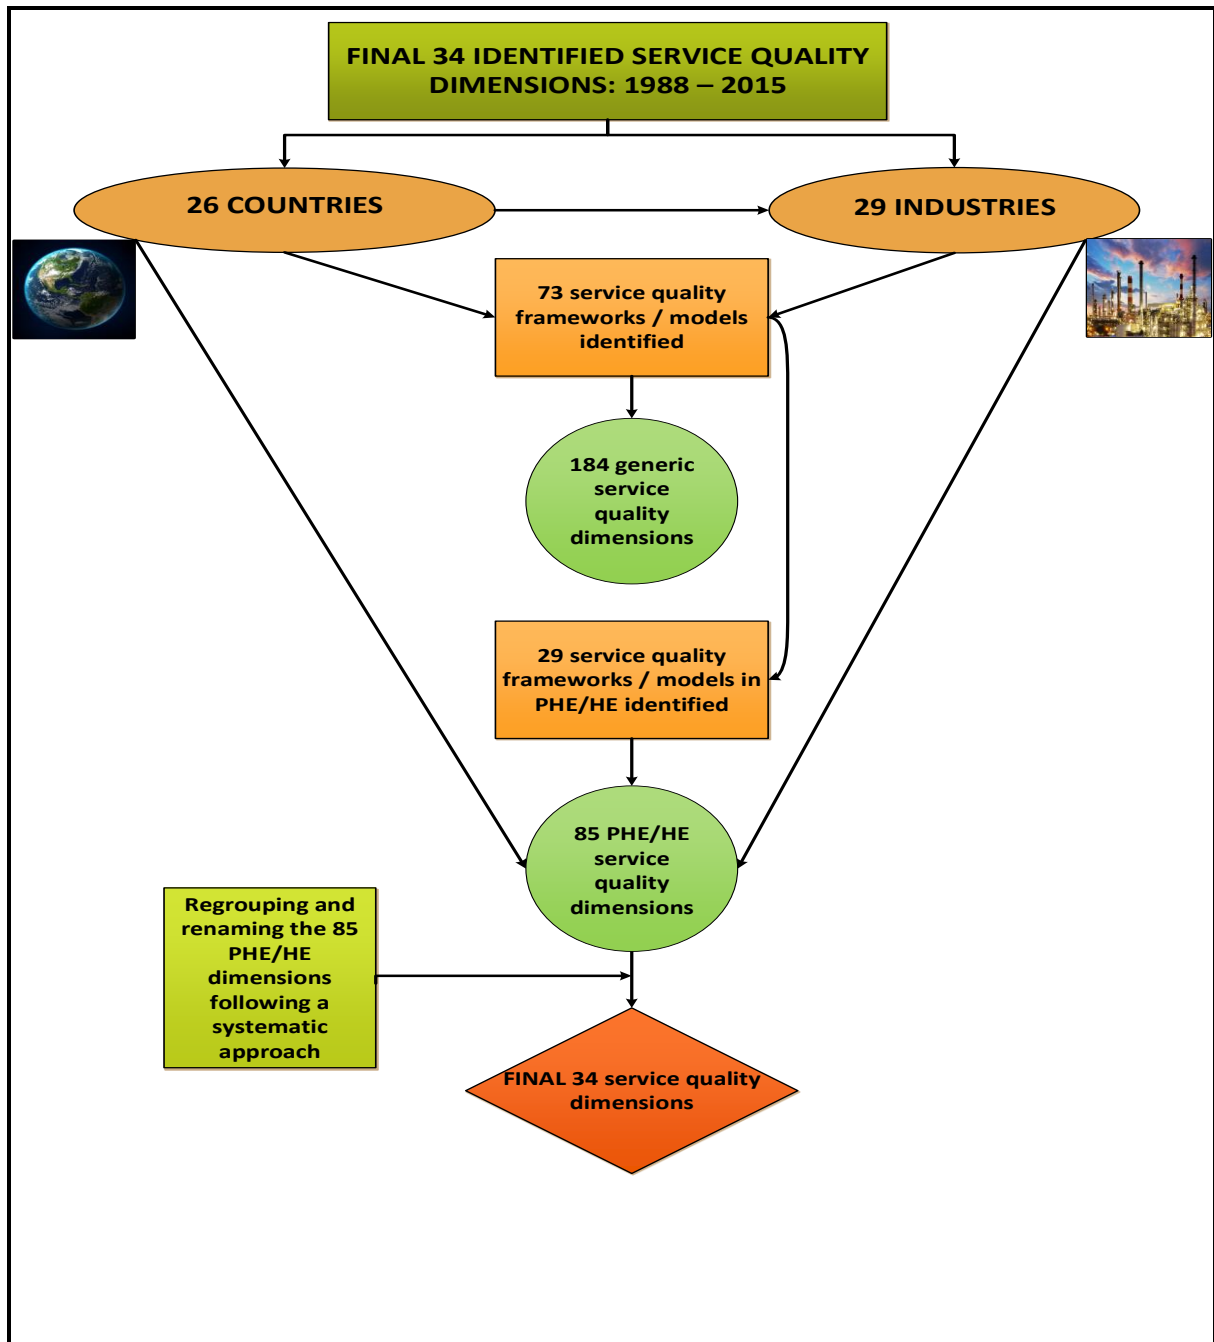 FINAL 34 IDENTIFIED SERVICE QUALITY
DIMENSIONS: 1988 – 2015
26 COUNTRIES
29 INDUSTRIES
73 service quality
frameworks / models
identified
184 generic
service
quality
dimensions
29 service quality
frameworks / models in
PHE/HE identified
85 PHE/HE
service
quality
dimensions
Regrouping and
renaming the 85
PHE/HE
dimensions
following a
systematic
approach
FINAL 34 service quality
dimensions